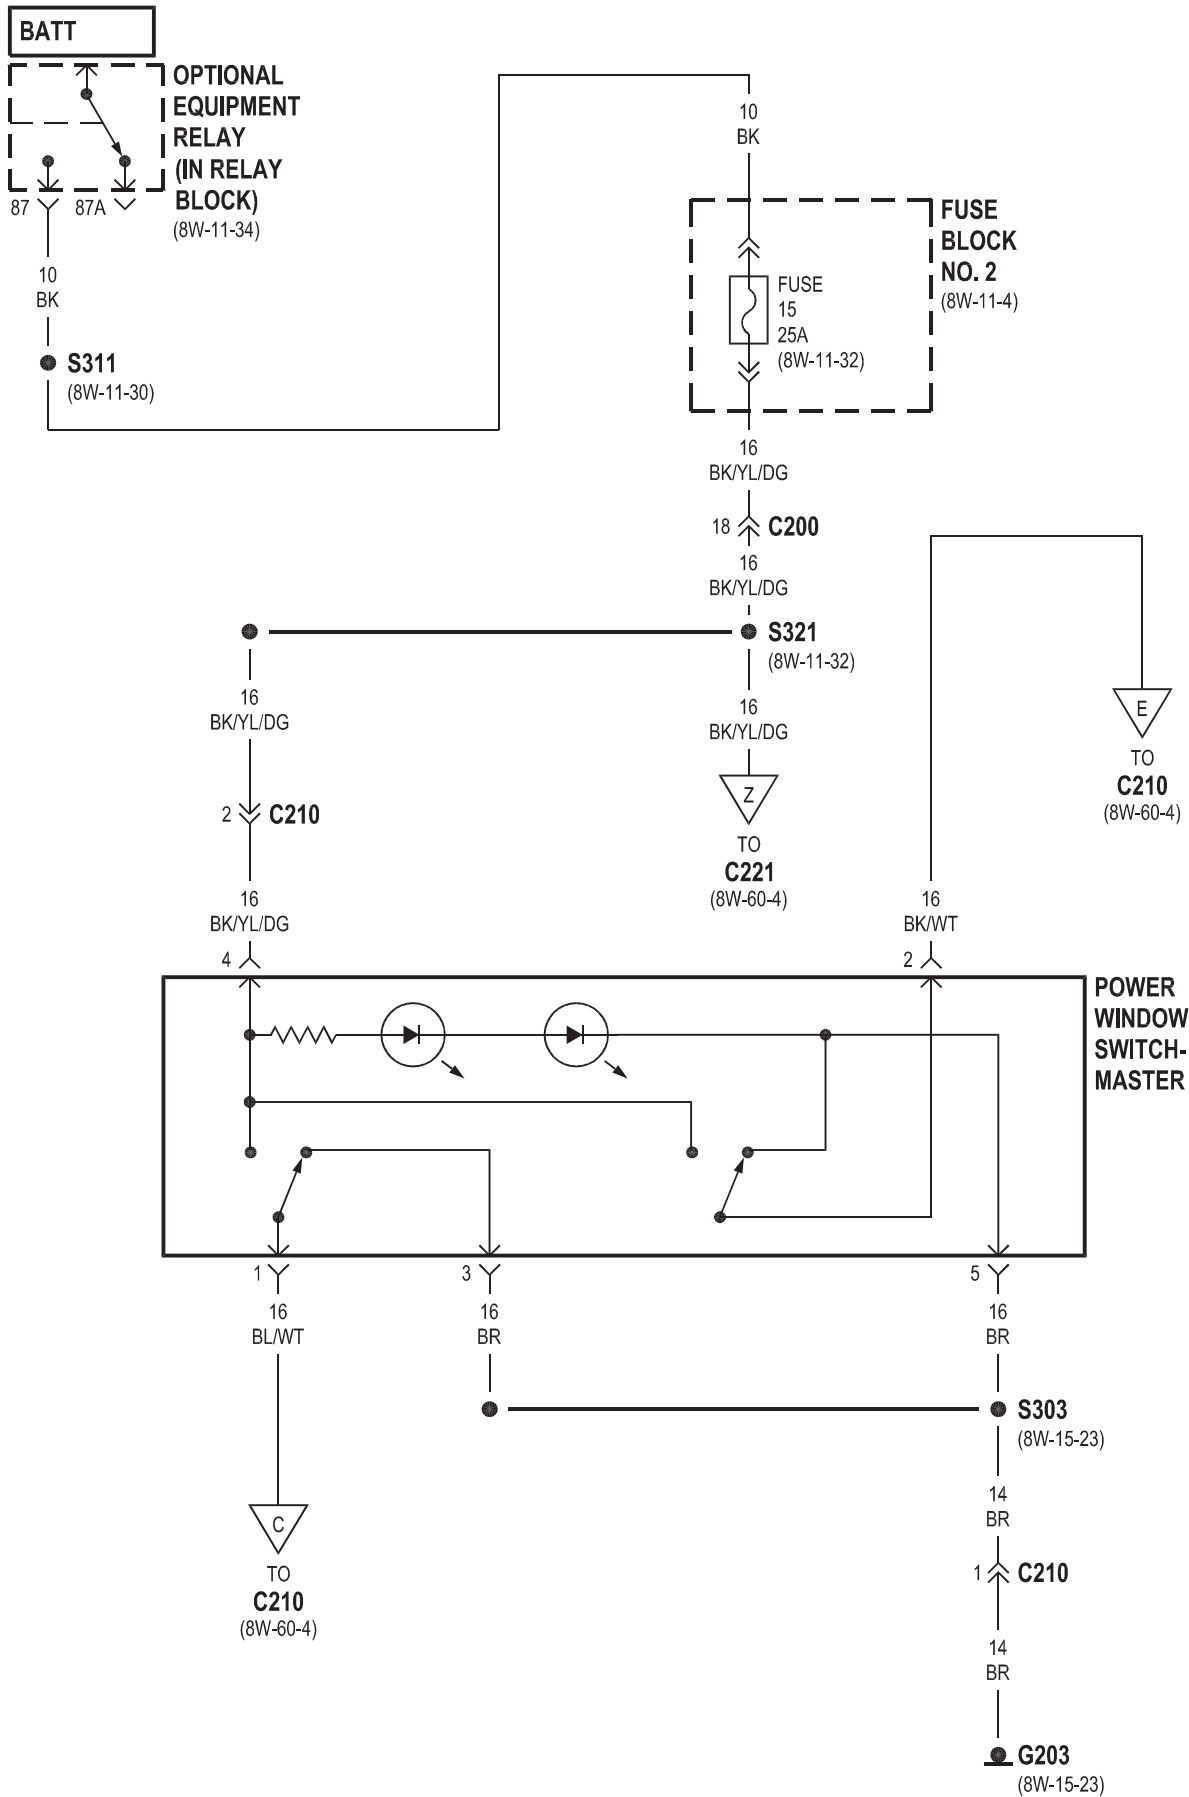 BATT
OPTIONAL
EQUIPMENT
RELAY
(IN RELAY
BLOCK)
(8W-11-34)
87
87A
10
BK
S311
(8W-11-30)
10
BK
FUSE
BLOCK
NO. 2
(8W-11-4)
FUSE
15
25A
(8W-11-32)
16
BK/YL/DG
18
C200
16
BK/YL/DG
S321
(8W-11-32)
16
BK/YL/DG
16
BK/YL/DG
Z
TO
C221
(8W-60-4)
E
TO
C210
(8W-60-4)
2
C210
16
BK/YL/DG
4
16
BK/WT
2
POWER
WINDOW
SWITCH-
MASTER
1
3
5
16
BL/WT
16
BR
16
BR
S303
(8W-15-23)
C
TO
C210
(8W-60-4)
14
BR
1
C210
14
BR
G203
(8W-15-23)